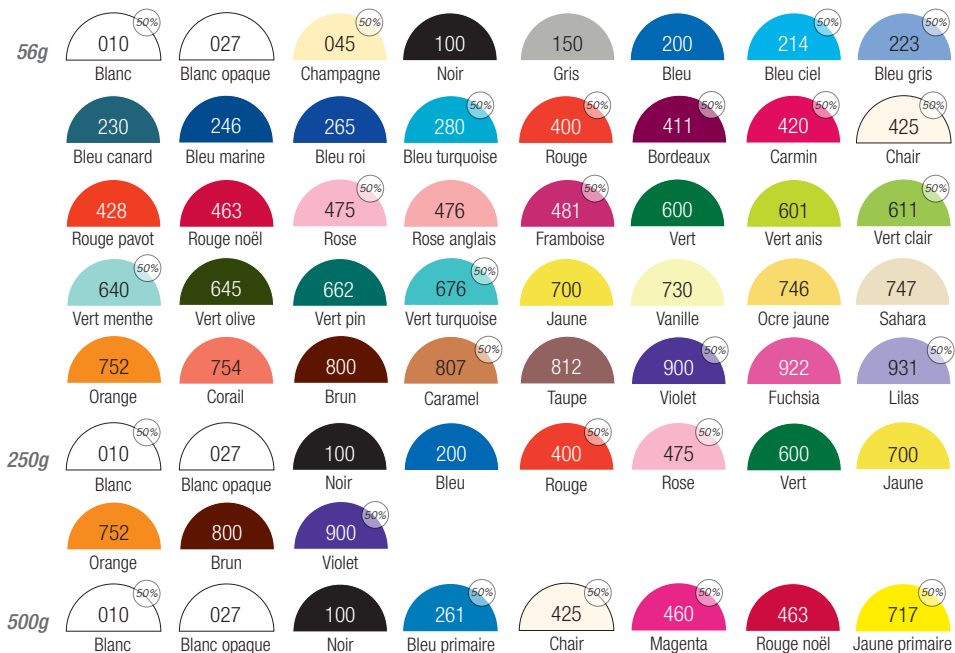 50% 50% 50% 50%
56g 010 027 045 100 150 200 214 223
Blanc Blanc opaque Champagne Noir Gris Bleu Bleu ciel Bleu gris
50% 50% 50% 50% 50%
230 246 265 280 400 411 420 425
Bleu canard Bleu marine Bleu roi Bleu turquoise Rouge Bordeaux Carmin Chair
50% 50% 50%
428 463 475 476 481 600 601 611
Rouge pavot Rouge noël Rose Rose anglais Framboise Vert Vert anis Vert clair
50% 50%
640 645 662 676 700 730 746 747
Vert menthe Vert olive Vert pin Vert turquoise Jaune Vanille Ocre jaune Sahara
50% 50% 50%
752 754 800 807 812 900 922 931
Orange Corail Brun Caramel Taupe Violet Fuchsia Lilas
50% 50% 50%
250g 010 027 100 200 400 475 600 700
Blanc Blanc opaque Noir Bleu Rouge Rose Vert Jaune
50%
752 800 900
Orange Brun Violet
50% 50% 50% 50% 50%
500g 010 027 100 261 425 460 463 717
Blanc Blanc opaque Noir Bleu primaire Chair Magenta Rouge noël Jaune primaire